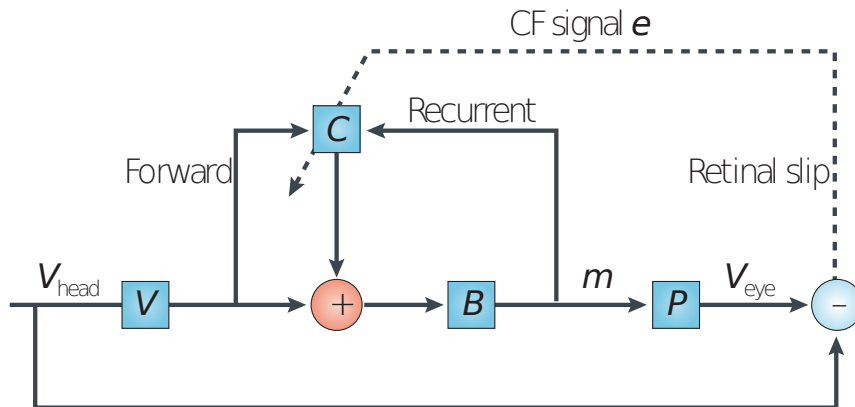 CF signal e
C
Recurrent
Forward
Retinal slip
V head
V
+
B
m
P
V eye
-